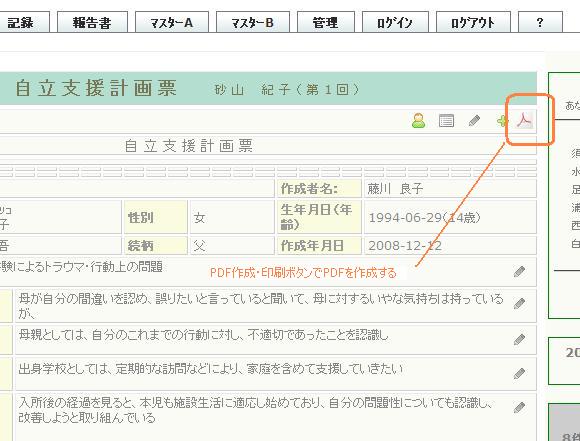 記録 報告書 マスターA マスターB 管理 ﾛｸﾞｲﾝ ﾛｸﾞｱｳﾄ ?
自立支援計画票 砂山 紀子(第1回)
あな
自立支援計画票
作成者名: 藤川 良子
性別 女 生年月日(年齢) 1994-06-29(14歳)
子
吾 続柄 父 作成年月日 2008-12-12
験によるトラウマ・行動上の問題
PDF作成・印刷ボタンでPDFを作成する
母が自分の間違いを認め、謝りたいと言っていると聞いて、母に対するいやな気持ちは持っているが、
母親としては、自分のこれまでの行動に対し、不適切であったことを認識し
出身学校としては、定期的な訪問などにより、家庭を含めて支援していきたい
入所後の経過を見ると、本児も施設生活に適応し始めており、自分の問題性についても認識し、
改善しようと取り組んでいる
須
水
足
浦
西
白
20
8件